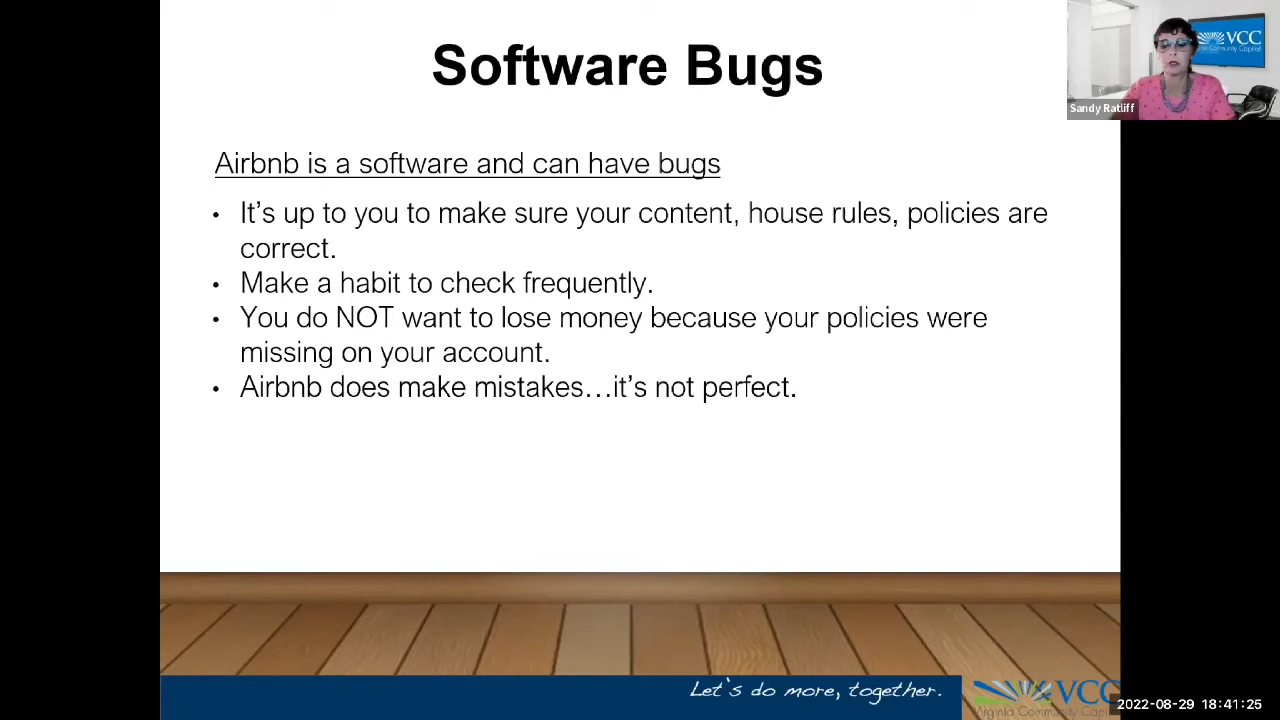 Software Bugs
VCC
Sandy Ratliff
Airbnb is a software and can have bugs
• It's up to you to make sure your content, house rules, policies are
correct.
• Make a habit to check frequently.
• You do NOT want to lose money because your policies were
missing on your account.
• Airbnb does make mistakes…it's not perfect.
Let's do more, together.
VCC
2022-08-29 18:41:25